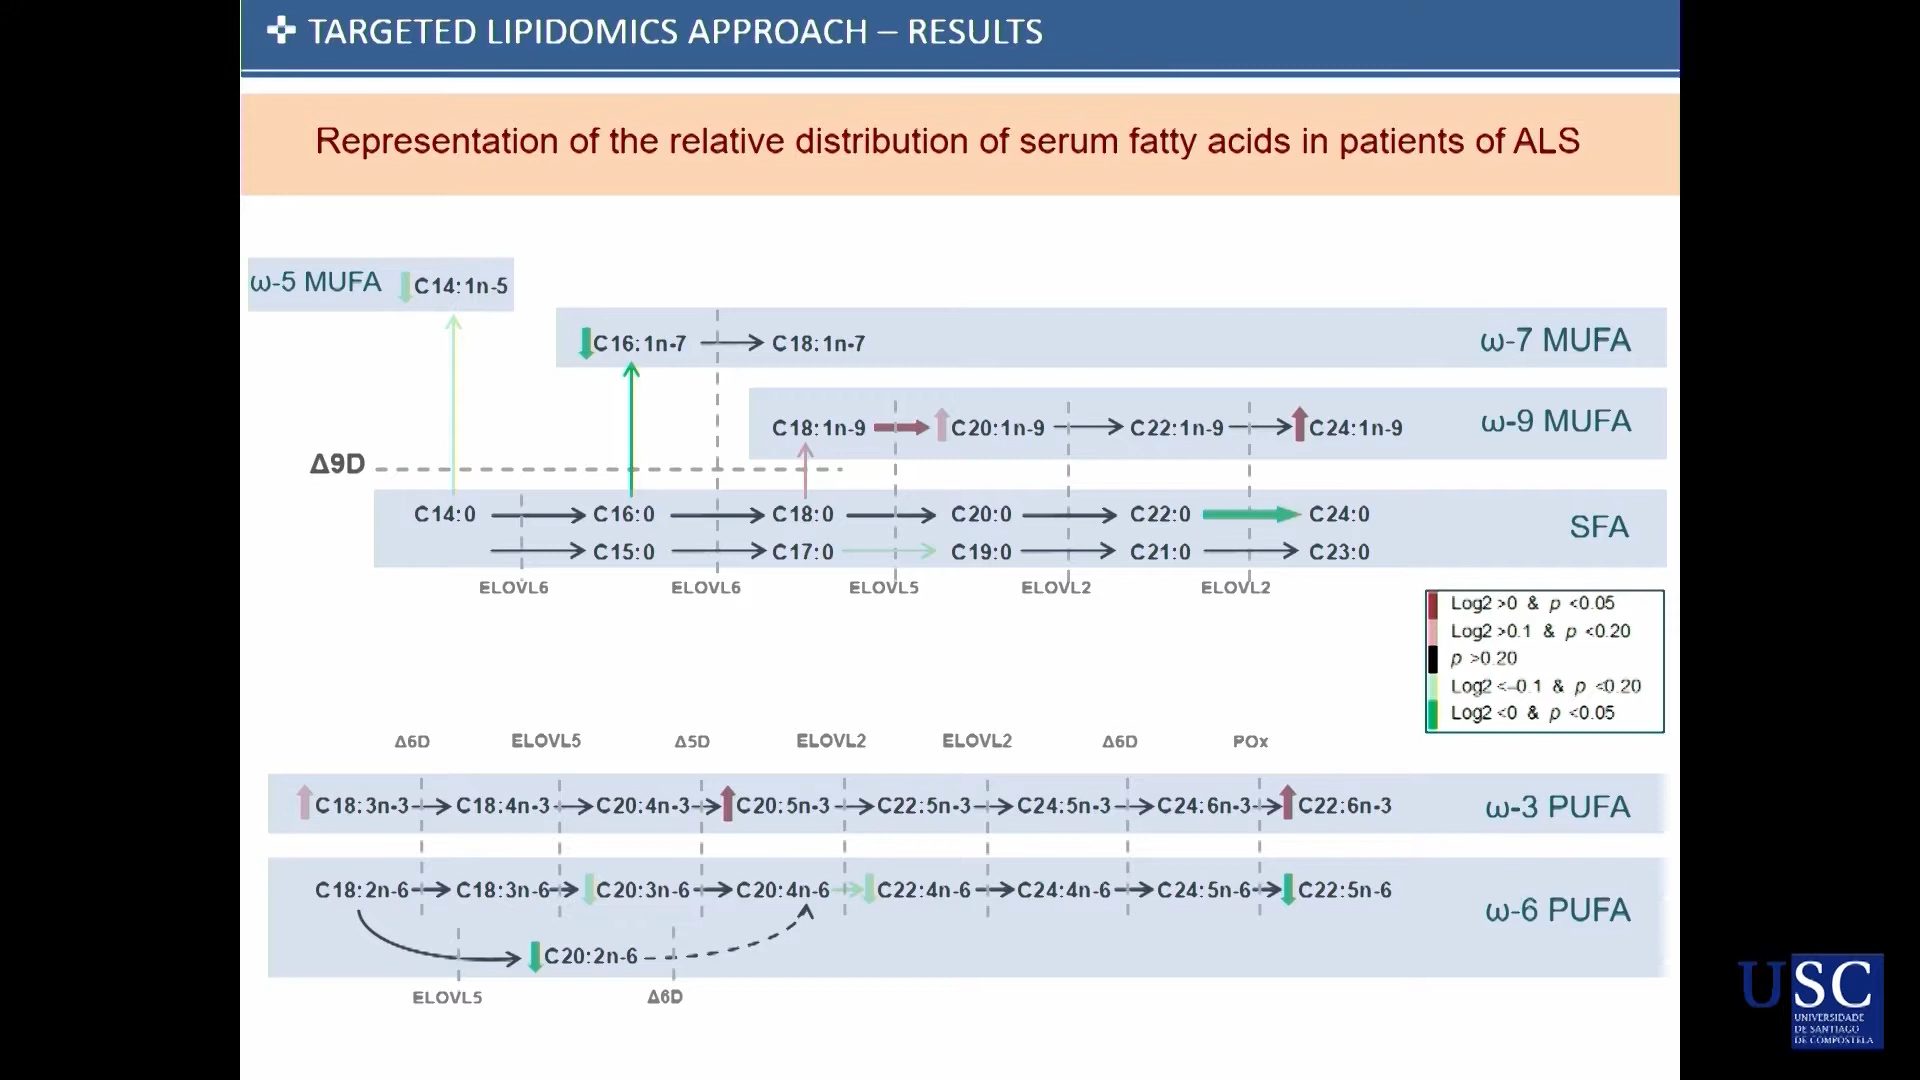 TARGETED LIPIDOMICS APPROACH – RESULTS
Representation of the relative distribution of serum fatty acids in patients of ALS
ω-5 MUFA C14:1n-5
C16:1n-7 C18:1n-7 ω-7 MUFA
C18:1n-9 C20:1n-9 C22:1n-9 C24:1n-9 ω-9 MUFA
Δ9D
C14:0 C16:0 C18:0 C20:0 C22:0 C24:0
SFA
C15:0 C17:0 C19:0 C21:0 C23:0
ELOVL6 ELOVL6 ELOVL5 ELOVL2 ELOVL2
Log2 >0 & p <0.05
Log2 >0.1 & p <0.20
p >0.20
Log2 <–0.1 & p <0.20
Log2 <0 & p <0.05
Δ6D ELOVL5 Δ5D ELOVL2 ELOVL2 Δ6D POx
C18:3n-3 C18:4n-3 C20:4n-3 C20:5n-3 C22:5n-3 C24:5n-3 C24:6n-3 C22:6n-3 ω-3 PUFA
C18:2n-6 C18:3n-6 C20:3n-6 C20:4n-6 C22:4n-6 C24:4n-6 C24:5n-6 C22:5n-6
ω-6 PUFA
C20:2n-6
ELOVL5 Δ6D
USC
UNIVERSIDADE
DE SANTIAGO
DE COMPOSTELA